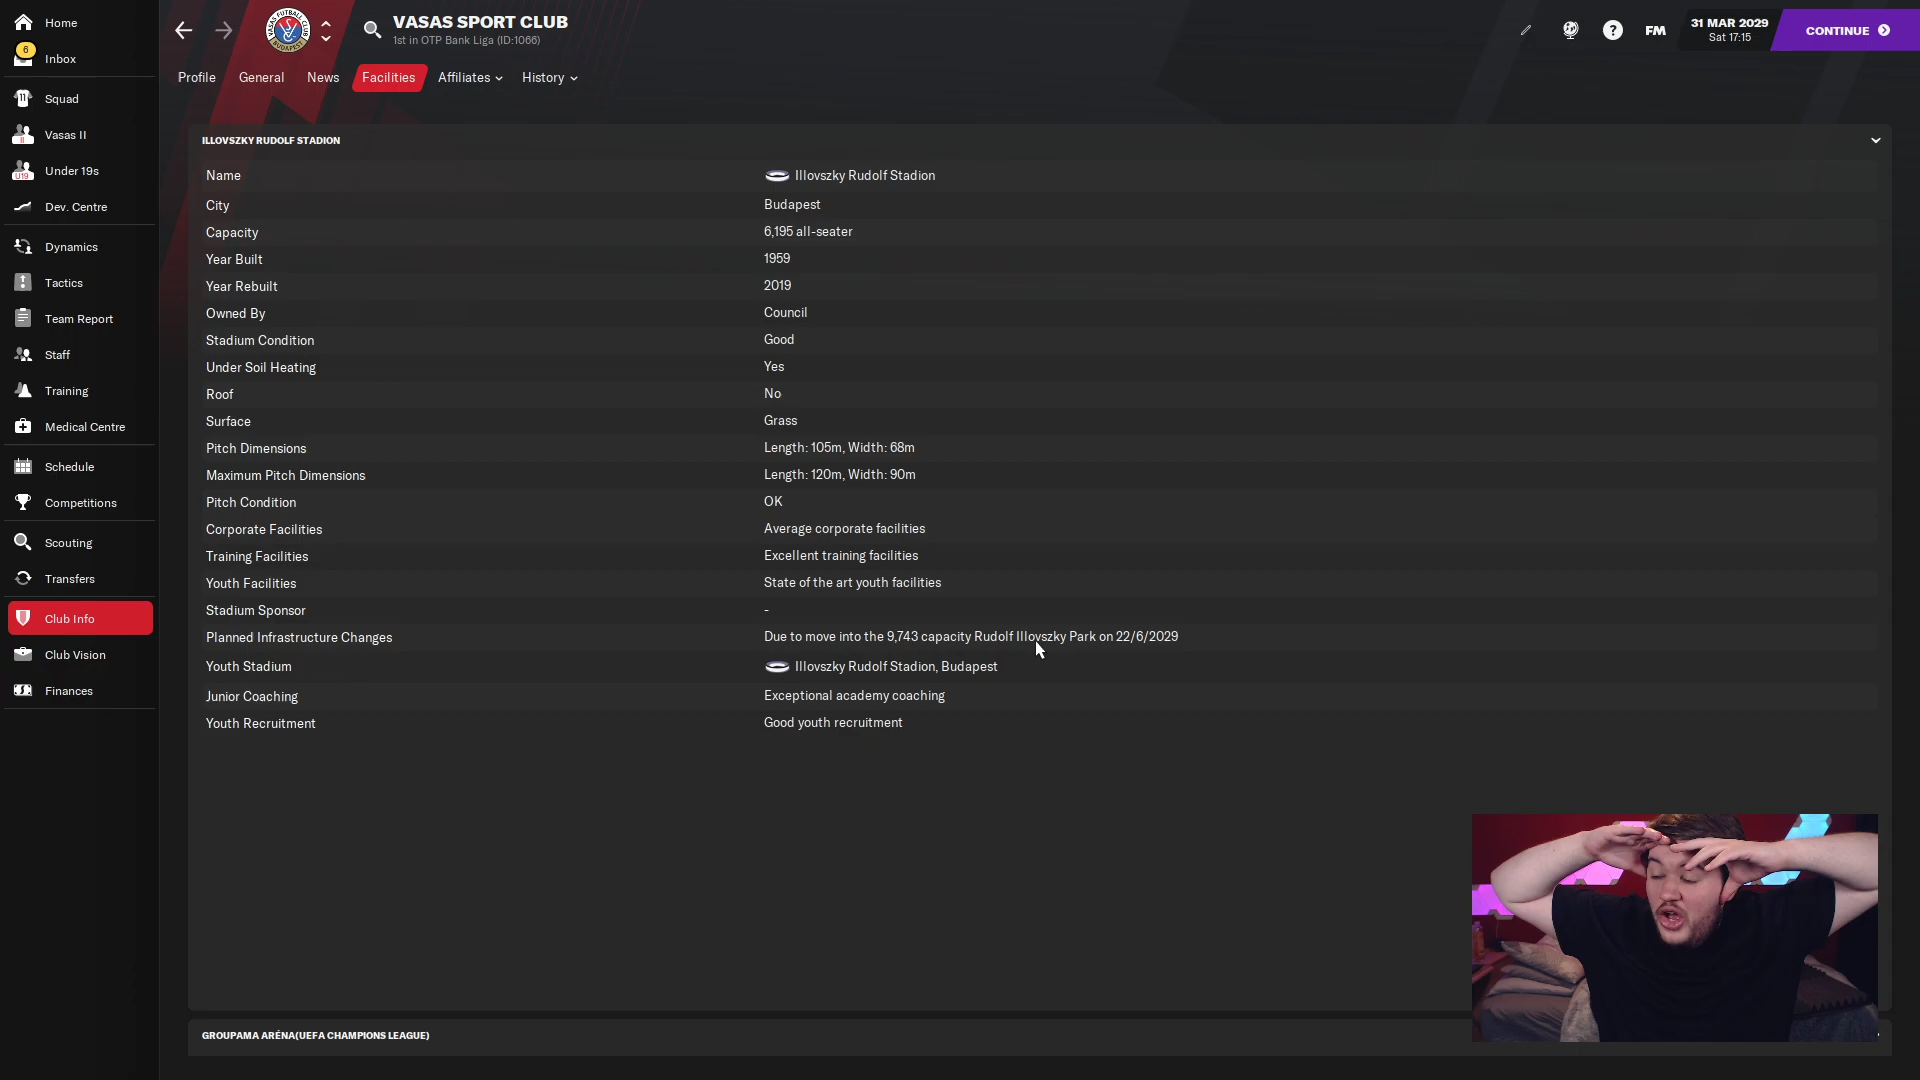 Home
6
Inbox
11
Squad
II
Vasas II
U19
Under 19s
Dev. Centre
Dynamics
Tactics
Team Report
Staff
Training
Medical Centre
Schedule
Competitions
Scouting
Transfers
Club Info
Club Vision
Finances
VASAS FUTBALL CLUB
BUDAPEST
VASAS SPORT CLUB
1st in OTP Bank Liga (ID:1066)
FM
31 MAR 2029
Sat 17:15
CONTINUE
Profile General News Facilities Affiliates History
ILLOVSZKY RUDOLF STADION
Name Illovszky Rudolf Stadion
City Budapest
Capacity 6,195 all-seater
Year Built 1959
Year Rebuilt 2019
Owned By Council
Stadium Condition Good
Under Soil Heating Yes
Roof No
Surface Grass
Pitch Dimensions Length: 105m, Width: 68m
Maximum Pitch Dimensions Length: 120m, Width: 90m
Pitch Condition OK
Corporate Facilities Average corporate facilities
Training Facilities Excellent training facilities
Youth Facilities State of the art youth facilities
Stadium Sponsor -
Planned Infrastructure Changes Due to move into the 9,743 capacity Rudolf Illovszky Park on 22/6/2029
Youth Stadium Illovszky Rudolf Stadion, Budapest
Junior Coaching Exceptional academy coaching
Youth Recruitment Good youth recruitment
GROUPAMA ARÉNA(UEFA CHAMPIONS LEAGUE)